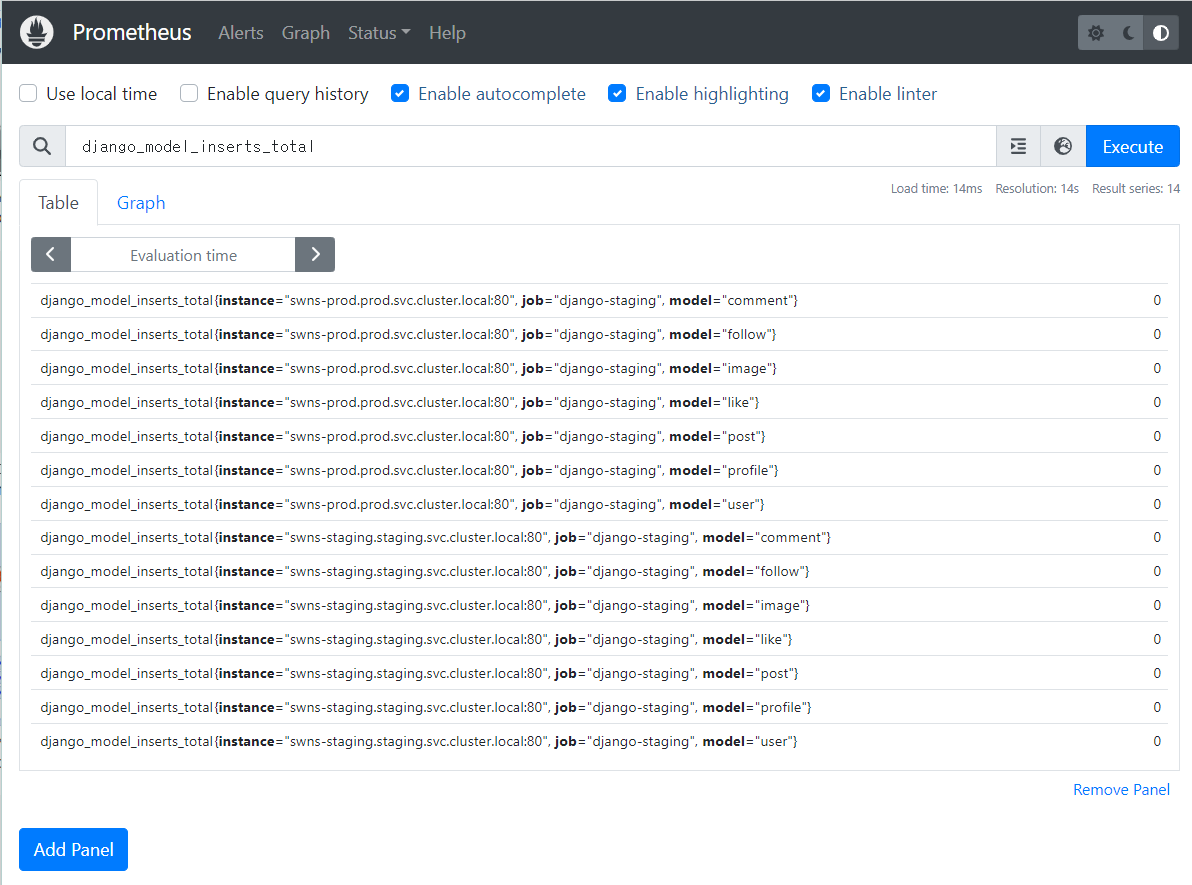 Prometheus Alerts Graph Status Help
Use local time Enable query history Enable autocomplete Enable highlighting Enable linter
django_model_inserts_total Execute
Table Graph Load time: 14ms Resolution: 14s Result series: 14
Evaluation time
django_model_inserts_total{instance="swns-prod.prod.svc.cluster.local:80", job="django-staging", model="comment"} 0
django_model_inserts_total{instance="swns-prod.prod.svc.cluster.local:80", job="django-staging", model="follow"} 0
django_model_inserts_total{instance="swns-prod.prod.svc.cluster.local:80", job="django-staging", model="image"} 0
django_model_inserts_total{instance="swns-prod.prod.svc.cluster.local:80", job="django-staging", model="like"} 0
django_model_inserts_total{instance="swns-prod.prod.svc.cluster.local:80", job="django-staging", model="post"} 0
django_model_inserts_total{instance="swns-prod.prod.svc.cluster.local:80", job="django-staging", model="profile"} 0
django_model_inserts_total{instance="swns-prod.prod.svc.cluster.local:80", job="django-staging", model="user"} 0
django_model_inserts_total{instance="swns-staging.staging.svc.cluster.local:80", job="django-staging", model="comment"} 0
django_model_inserts_total{instance="swns-staging.staging.svc.cluster.local:80", job="django-staging", model="follow"} 0
django_model_inserts_total{instance="swns-staging.staging.svc.cluster.local:80", job="django-staging", model="image"} 0
django_model_inserts_total{instance="swns-staging.staging.svc.cluster.local:80", job="django-staging", model="like"} 0
django_model_inserts_total{instance="swns-staging.staging.svc.cluster.local:80", job="django-staging", model="post"} 0
django_model_inserts_total{instance="swns-staging.staging.svc.cluster.local:80", job="django-staging", model="profile"} 0
django_model_inserts_total{instance="swns-staging.staging.svc.cluster.local:80", job="django-staging", model="user"} 0
Remove Panel
Add Panel